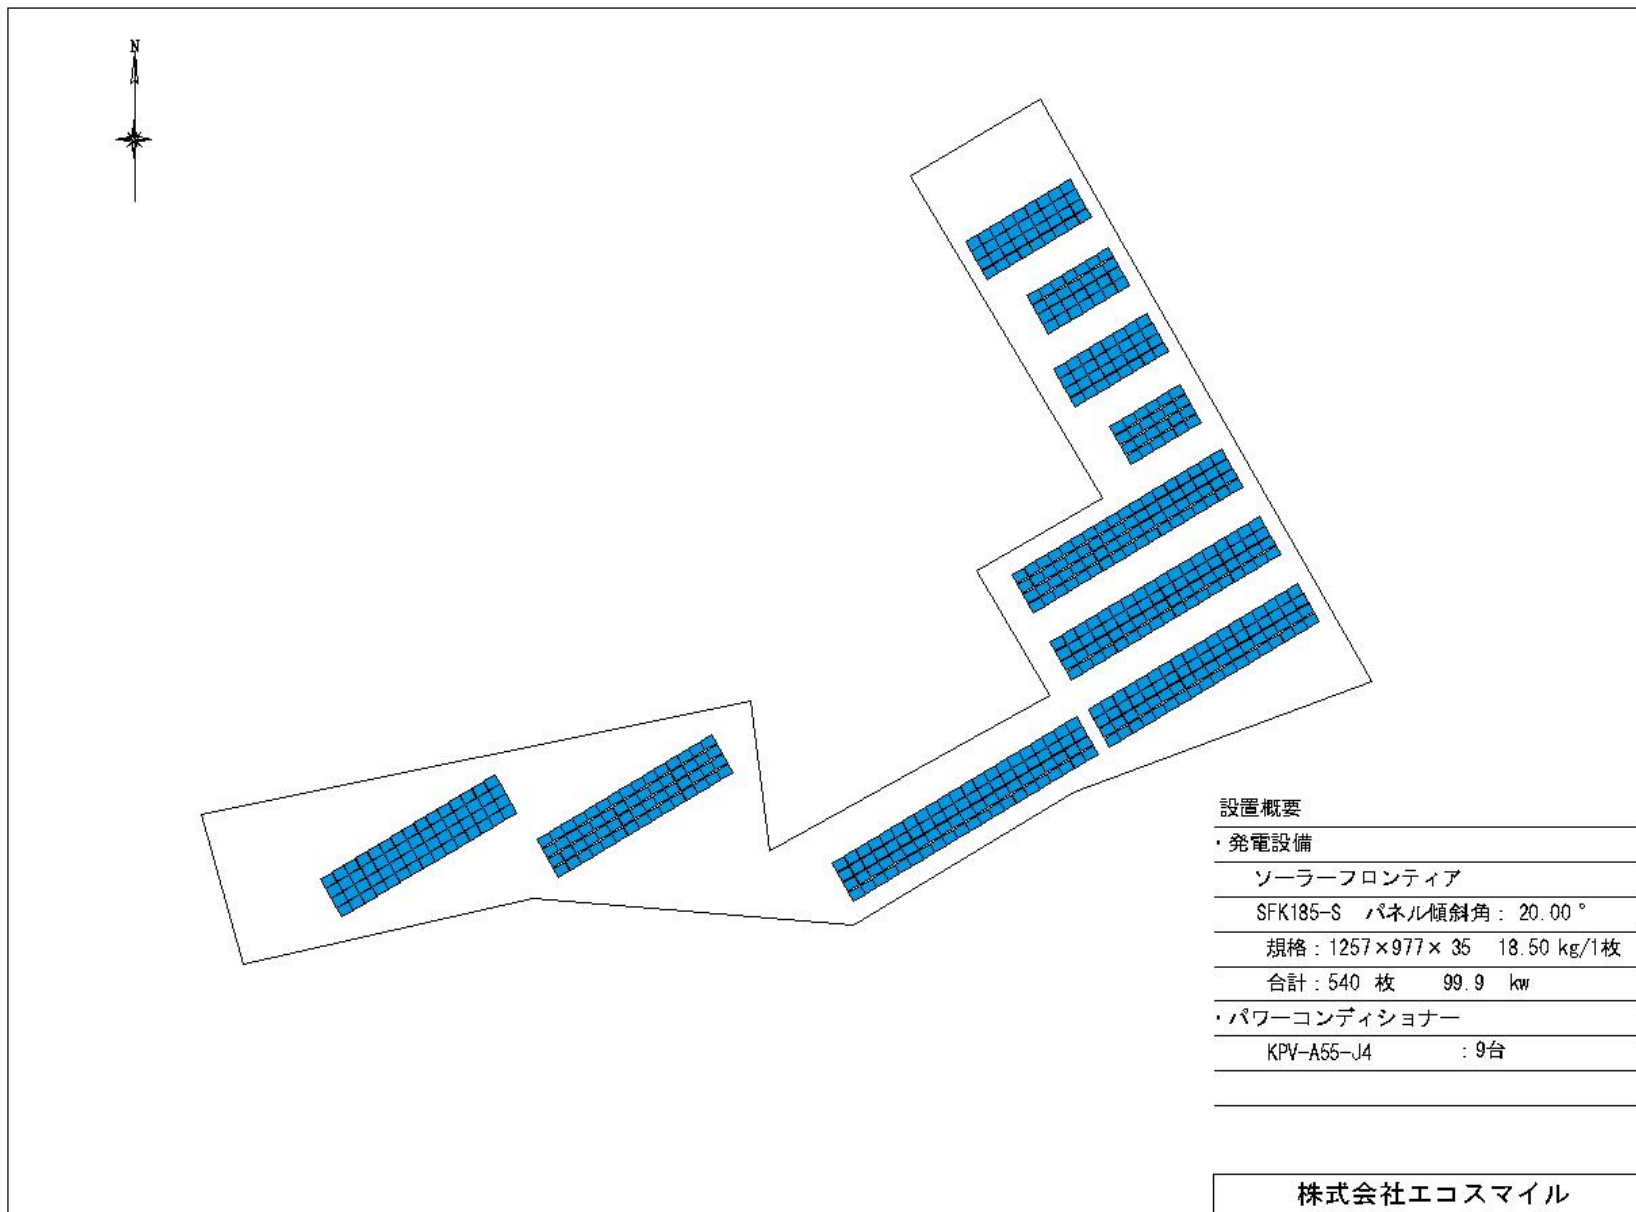 N
設置概要
・発電設備
ソーラーフロンティア
SFK185-S パネル傾斜角：20.00°
規格：1257×977×35 18.50 kg/1枚
合計：540 枚 99.9 kw
・パワーコンディショナー
KPV-A55-J4 ：9台
株式会社エコスマイル